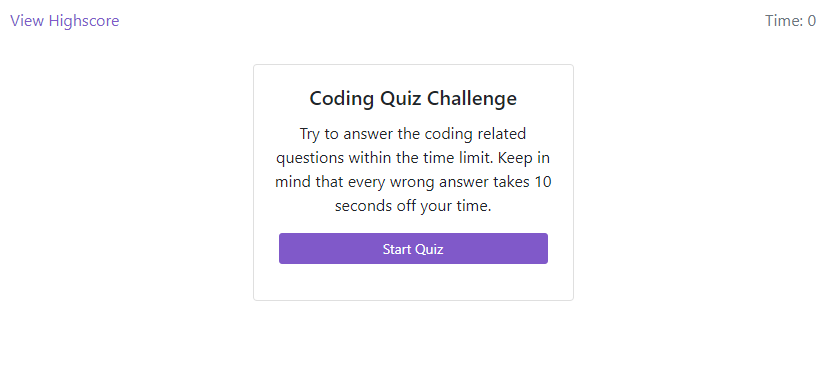 View Highscore
Time: 0
Coding Quiz Challenge
Try to answer the coding related
questions within the time limit. Keep in
mind that every wrong answer takes 10
seconds off your time.
Start Quiz